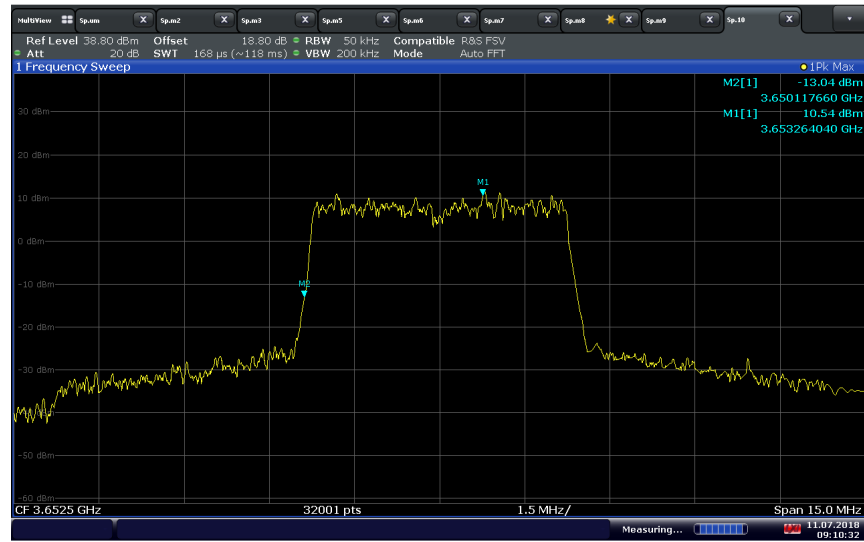 MultiView Sp.um X Sp.m2 X Sp.m3 X Sp.m5 X Sp.m6 X Sp.m7 X Sp.m8 X Sp.m9 X Sp.10 X
Ref Level 38.80 dBm Offset 18.80 dB RBW 50 kHz Compatible R&S FSV
Att 20 dB SWT 168 µs (~118 ms) VBW 200 kHz Mode Auto FFT
1 Frequency Sweep 1Pk Max
M2[1] -13.04 dBm
3.650117660 GHz
M1[1] 10.54 dBm
3.653264040 GHz
30 dBm
20 dBm
M1
10 dBm
0 dBm
-10 dBm
M2
-20 dBm
-30 dBm
-50 dBm
-60 dBm
CF 3.6525 GHz 32001 pts 1.5 MHz/ Span 15.0 MHz
Measuring... 11.07.2018
09:10:32